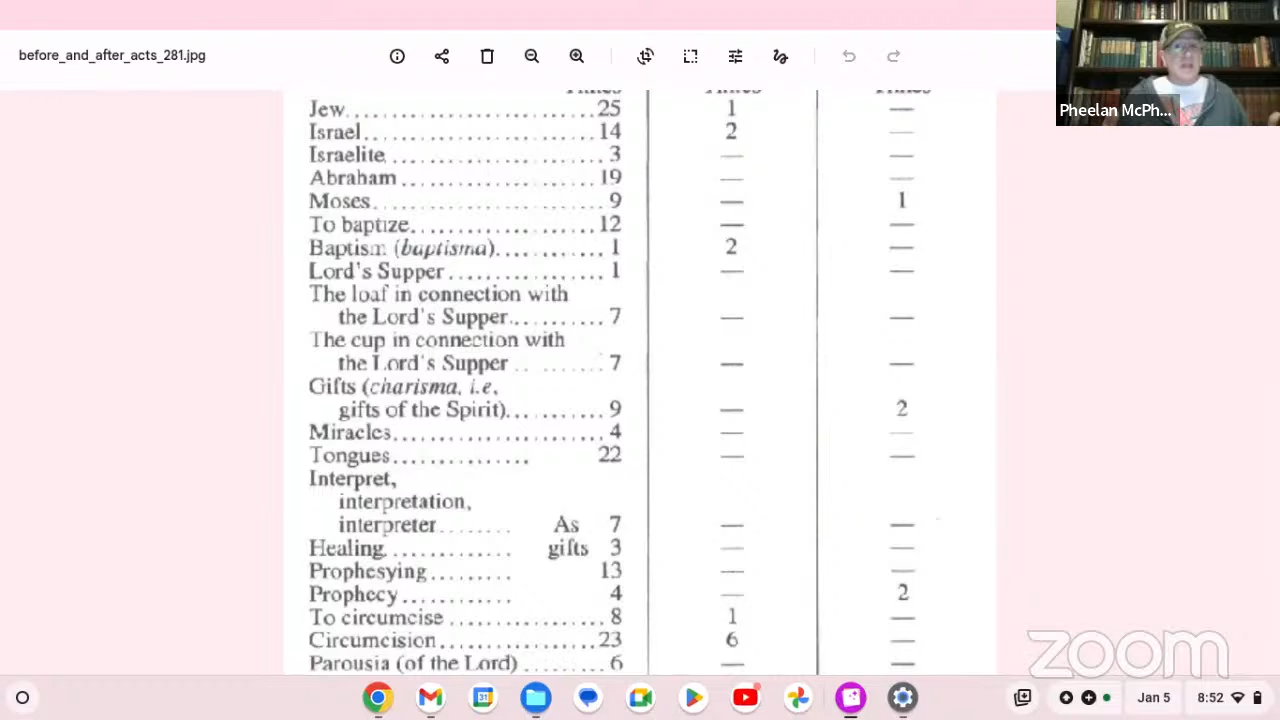 before_and_after_acts_281.jpg
Pheelan McPh...
Times Times Times
Jew 25 1 —
Israel 14 2 —
Israelite 3 — —
Abraham 19 — —
Moses 9 — 1
To baptize 12 — —
Baptism (baptisma) 1 2 —
Lord's Supper 1 — —
The loaf in connection with
the Lord's Supper 7 — —
The cup in connection with
the Lord's Supper 7 — —
Gifts (charisma, i.e,
gifts of the Spirit) 9 — 2
Miracles 4 — —
Tongues 22 — —
Interpret,
interpretation,
interpreter As 7 — —
Healing gifts 3 — —
Prophesying 13 — —
Prophecy 4 — 2
To circumcise 8 1 —
Circumcision 23 6 —
Parousia (of the Lord) 6 — —
zoom
31
Jan 5 8:52